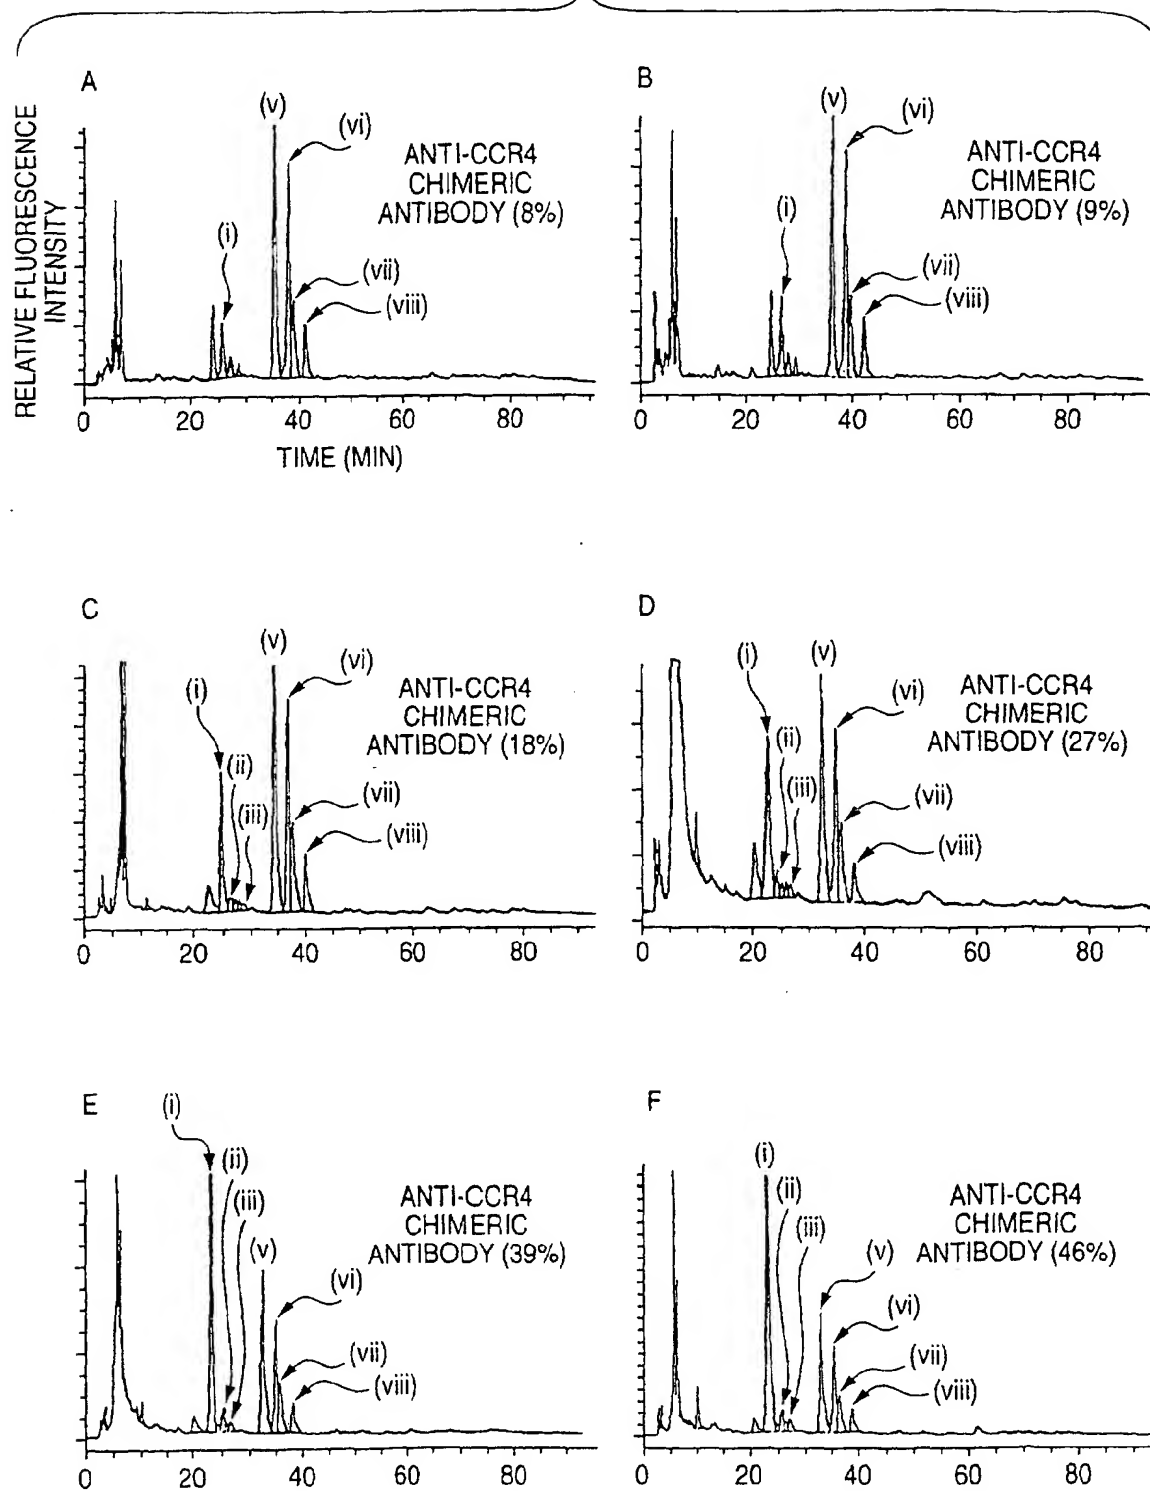 A
RELATIVE FLUORESCENCE
INTENSITY
(v)
(vi)
ANTI-CCR4
CHIMERIC
ANTIBODY (8%)
(i)
(vii)
(viii)
0 20 40 60 80
TIME (MIN)
B
(v)
(vi)
ANTI-CCR4
CHIMERIC
ANTIBODY (9%)
(i)
(vii)
(viii)
0 20 40 60 80
C
(v)
(vi)
(i)
ANTI-CCR4
CHIMERIC
ANTIBODY (18%)
(ii)
(iii)
(vii)
(viii)
0 20 40 60 80
D
(i)
(v)
(vi)
ANTI-CCR4
CHIMERIC
ANTIBODY (27%)
(ii)
(iii)
(vii)
(viii)
0 20 40 60 80
E
(i)
(ii)
(iii)
(v)
ANTI-CCR4
CHIMERIC
ANTIBODY (39%)
(vi)
(vii)
(viii)
0 20 40 60 80
F
(i)
(ii)
(iii)
ANTI-CCR4
CHIMERIC
ANTIBODY (46%)
(v)
(vi)
(vii)
(viii)
0 20 40 60 80